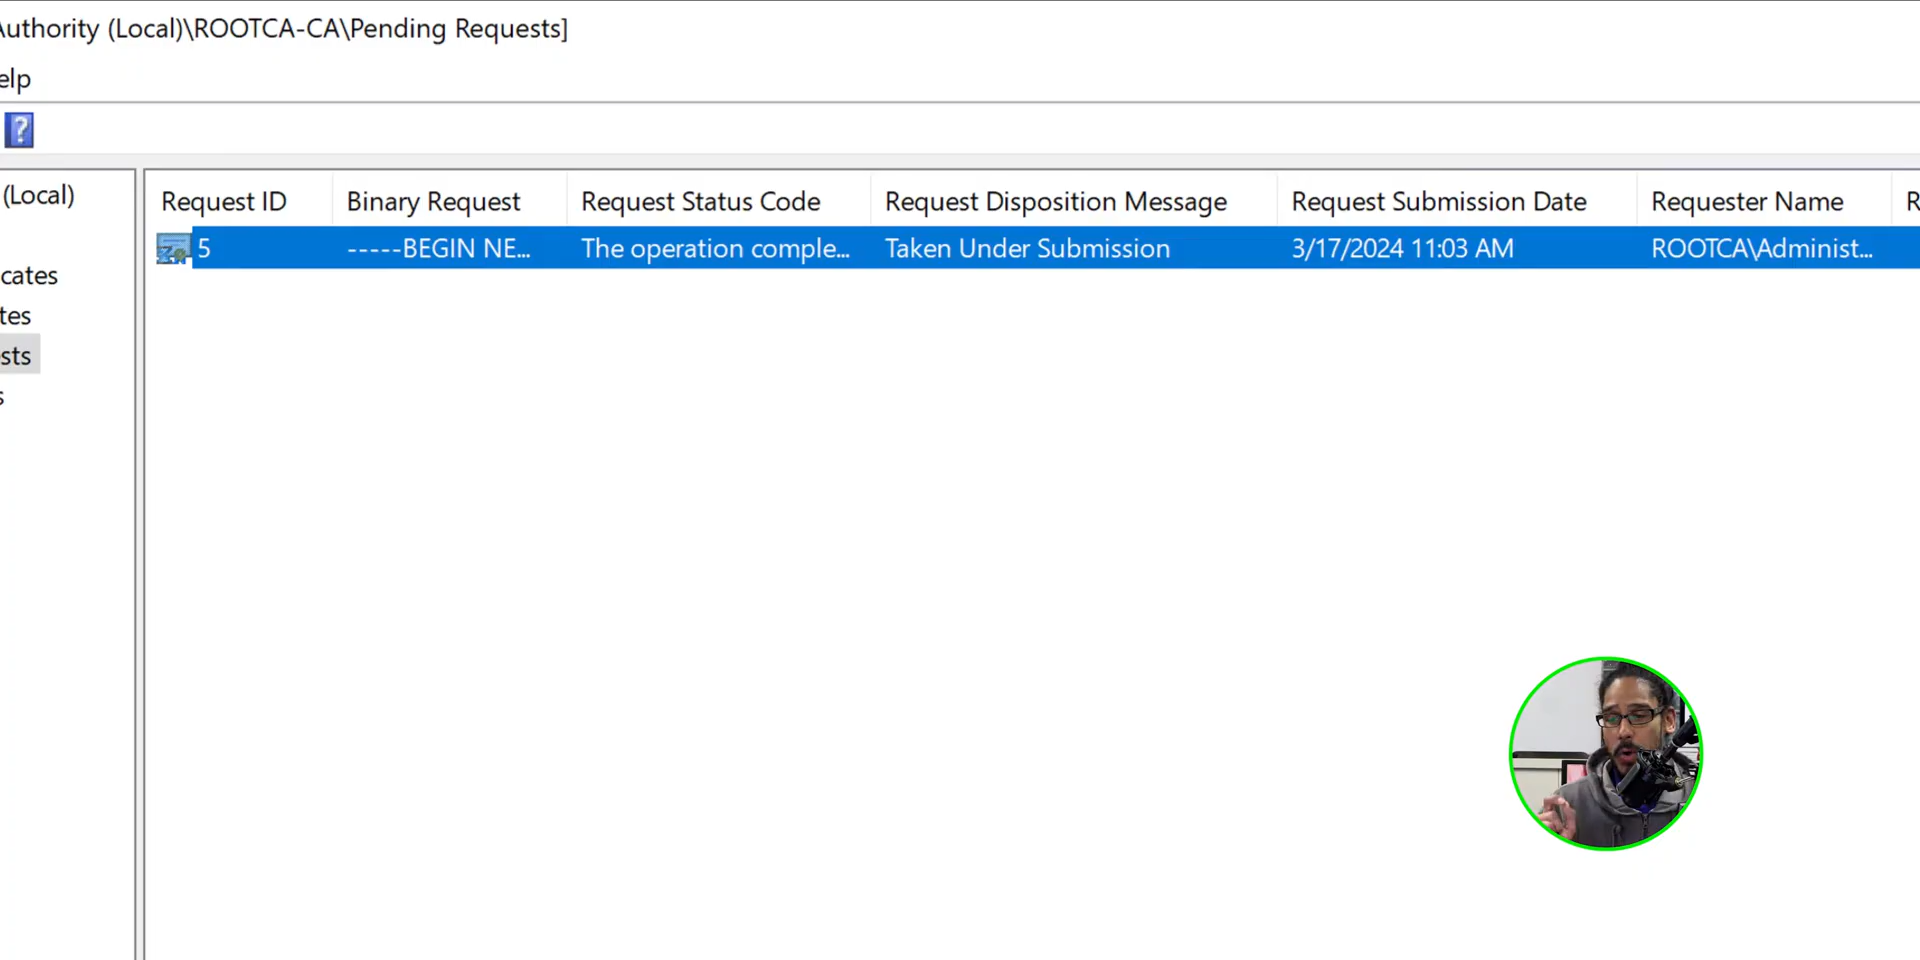 Authority (Local)\ROOTCA-CA\Pending Requests]
elp
(Local)
cates
tes
sts
s
Request ID Binary Request Request Status Code Request Disposition Message Request Submission Date Requester Name R
5 -----BEGIN NE... The operation comple... Taken Under Submission 3/17/2024 11:03 AM ROOTCA\Administ...